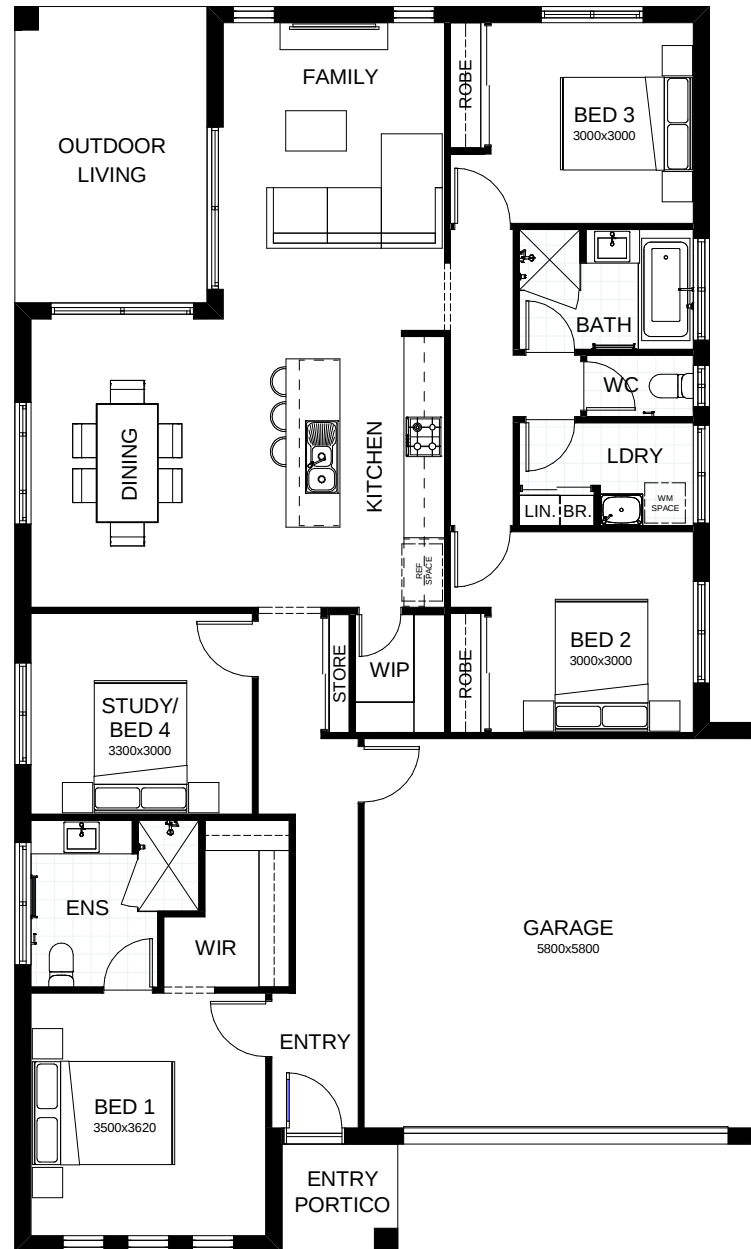 FAMILY
ROBE
BED 3
3000x3000
OUTDOOR
LIVING
BATH
WC
DINING
KITCHEN
LDRY
WM
SPACE
LIN.
BR.
REF
SPACE
STORE
WIP
ROBE
BED 2
3000x3000
STUDY/
BED 4
3300x3000
ENS
WIR
GARAGE
5800x5800
ENTRY
BED 1
3500x3620
ENTRY
PORTICO